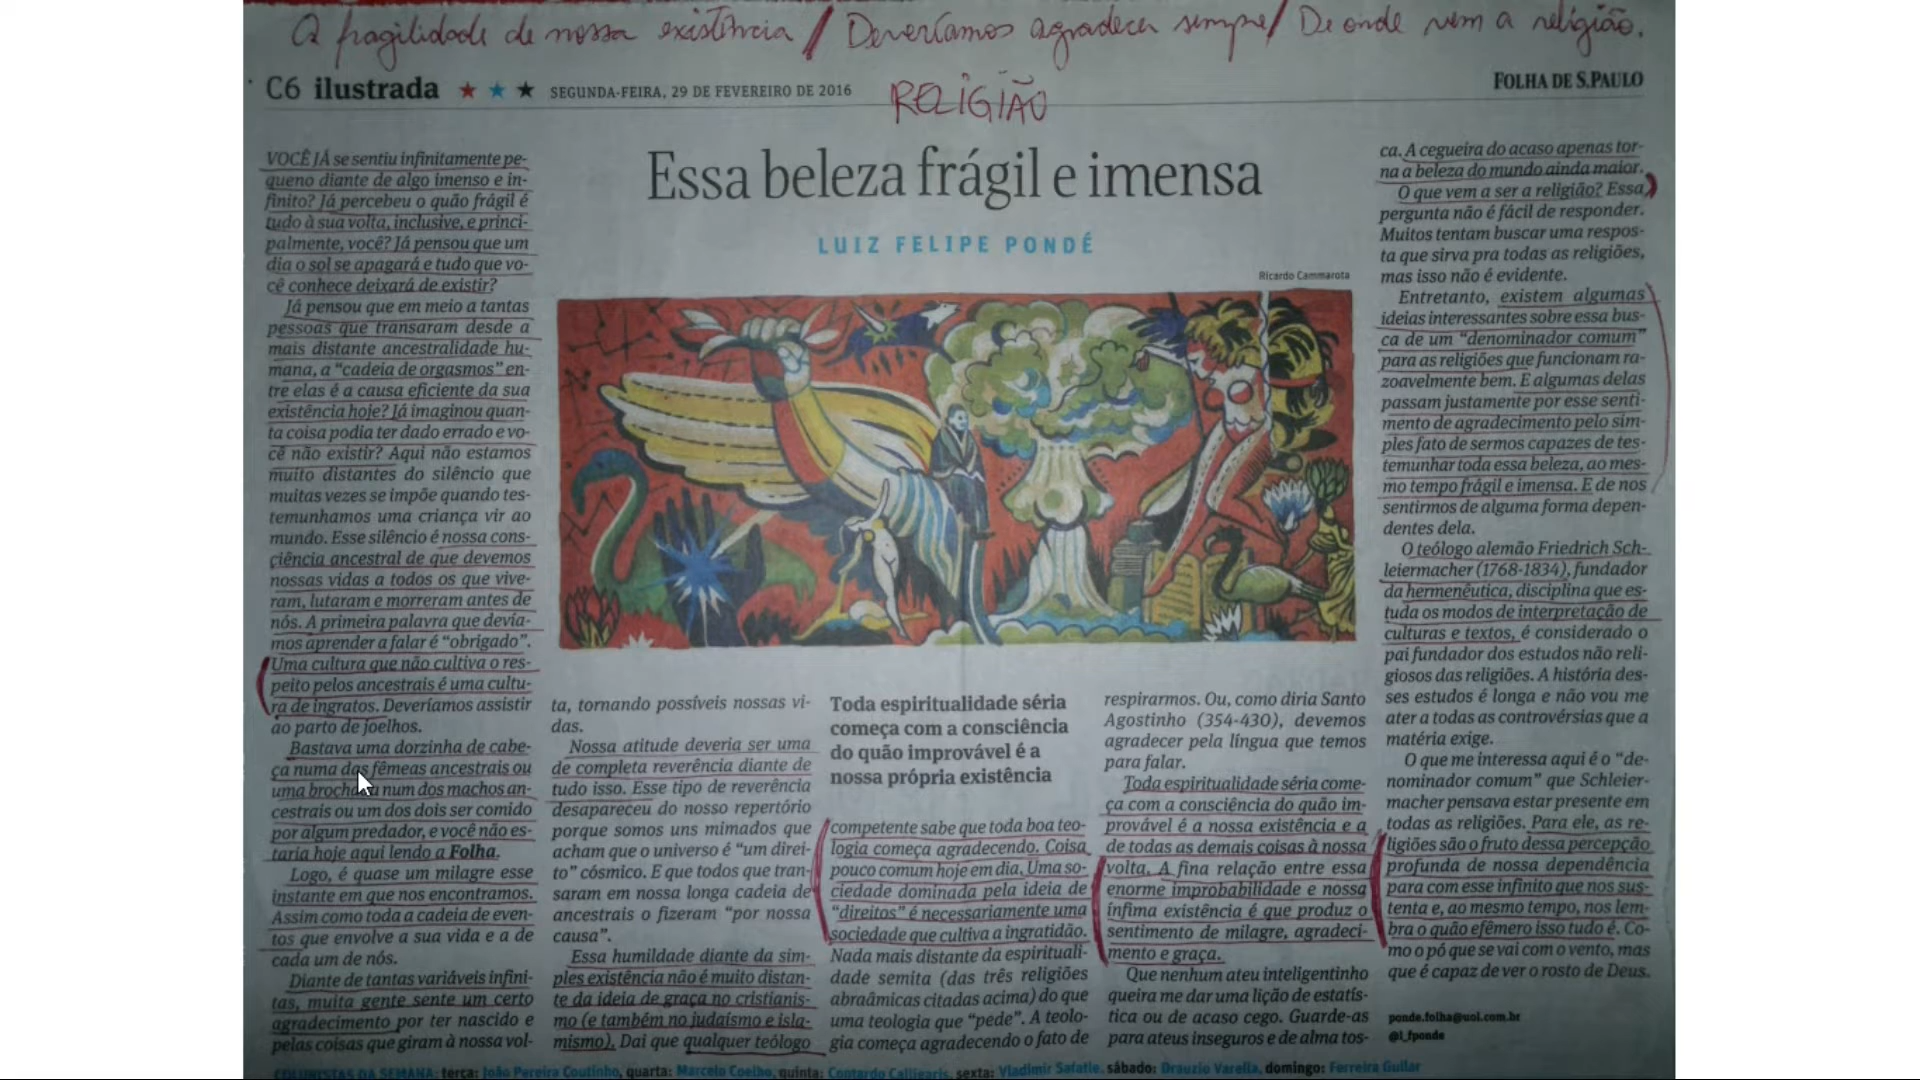 A fragilidade de nossa existência / Deveríamos agradecer sempre / De onde vem a religião.
C6 ilustrada ★ ★ ★ SEGUNDA-FEIRA, 29 DE FEVEREIRO DE 2016
RELIGIÃO
FOLHA DE S.PAULO
Essa beleza frágil e imensa
LUIZ FELIPE PONDÉ
Ricardo Cammarota
VOCÊ JÁ se sentiu infinitamente pe-
queno diante de algo imenso e in-
finito? Já percebeu o quão frágil é
tudo à sua volta, inclusive, e princi-
palmente, você? Já pensou que um
dia o sol se apagará e tudo que vo-
cê conhece deixará de existir?
Já pensou que em meio a tantas
pessoas que transaram desde a
mais distante ancestralidade hu-
mana, a “cadeia de orgasmos” en-
tre elas é a causa eficiente da sua
existência hoje? Já imaginou quan-
ta coisa podia ter dado errado e vo-
cê não existir? Aqui não estamos
muito distantes do silêncio que
muitas vezes se impõe quando tes-
temunhamos uma criança vir ao
mundo. Esse silêncio é nossa cons-
ciência ancestral de que devemos
nossas vidas a todos os que vive-
ram, lutaram e morreram antes de
nós. A primeira palavra que devía-
mos aprender a falar é “obrigado”.
Uma cultura que não cultiva o res-
peito pelos ancestrais é uma cultu-
ra de ingratos. Deveríamos assistir
ao parto de joelhos.
Bastava uma dorzinha de cabe-
ça numa das fêmeas ancestrais ou
uma brochada num dos machos an-
cestrais ou um dos dois ser comido
por algum predador, e você não es-
taria hoje aqui lendo a Folha.
Logo, é quase um milagre esse
instante em que nos encontramos.
Assim como toda a cadeia de even-
tos que envolve a sua vida e a de
cada um de nós.
Diante de tantas variáveis infini-
tas, muita gente sente um certo
agradecimento por ter nascido e
pelas coisas que giram à nossa vol-
ta, tornando possíveis nossas vi-
das.
Nossa atitude deveria ser uma
de completa reverência diante de
tudo isso. Esse tipo de reverência
desapareceu do nosso repertório
porque somos uns mimados que
acham que o universo é “um direi-
to” cósmico. E que todos que tran-
saram em nossa longa cadeia de
ancestrais o fizeram “por nossa
causa”.
Essa humildade diante da sim-
ples existência não é muito distan-
te da ideia de graça no cristianis-
mo (e também no judaísmo e isla-
mismo). Daí que qualquer teólogo
Toda espiritualidade séria
começa com a consciência
do quão improvável é a
nossa própria existência
competente sabe que toda boa teo-
logia começa agradecendo. Coisa
pouco comum hoje em dia. Uma so-
ciedade dominada pela ideia de
“direitos” é necessariamente uma
sociedade que cultiva a ingratidão.
Nada mais distante da espirituali-
dade semita (das três religiões
abraâmicas citadas acima) do que
uma teologia que “pede”. A teolo-
gia começa agradecendo o fato de
respirarmos. Ou, como diria Santo
Agostinho (354-430), devemos
agradecer pela língua que temos
para falar.
Toda espiritualidade séria come-
ça com a consciência do quão im-
provável é a nossa existência e a
de todas as demais coisas à nossa
volta. A fina relação entre essa
enorme improbabilidade e nossa
ínfima existência é que produz o
sentimento de milagre, agradeci-
mento e graça.
Que nenhum ateu inteligentinho
queira me dar uma lição de estatís-
tica ou de acaso cego. Guarde-as
para ateus inseguros e de alma tos-
ca. A cegueira do acaso apenas tor-
na a beleza do mundo ainda maior.
O que vem a ser a religião? Essa
pergunta não é fácil de responder.
Muitos tentam buscar uma respos-
ta que sirva pra todas as religiões,
mas isso não é evidente.
Entretanto, existem algumas
ideias interessantes sobre essa bus-
ca de um “denominador comum”
para as religiões que funcionam ra-
zoavelmente bem. E algumas delas
passam justamente por esse senti-
mento de agradecimento pelo sim-
ples fato de sermos capazes de tes-
temunhar toda essa beleza, ao mes-
mo tempo frágil e imensa. E de nos
sentirmos de alguma forma depen-
dentes dela.
O teólogo alemão Friedrich Sch-
leiermacher (1768-1834), fundador
da hermenêutica, disciplina que es-
tuda os modos de interpretação de
culturas e textos, é considerado o
pai fundador dos estudos não reli-
giosos das religiões. A história des-
ses estudos é longa e não vou me
ater a todas as controvérsias que a
matéria exige.
O que me interessa aqui é o “de-
nominador comum” que Schleier-
macher pensava estar presente em
todas as religiões. Para ele, as re-
ligiões são o fruto dessa percepção
profunda de nossa dependência
para com esse infinito que nos sus-
tenta e, ao mesmo tempo, nos lem-
bra o quão efêmero isso tudo é. Co-
mo o pó que se vai com o vento, mas
que é capaz de ver o rosto de Deus.
ponde.folha@uol.com.br
@l_fponde
COLUNISTAS DA SEMANA: terça: João Pereira Coutinho, quarta: Marcelo Coelho, quinta: Contardo Calligaris, sexta: Vladimir Safatle, sábado: Drauzio Varella, domingo: Ferreira Gullar